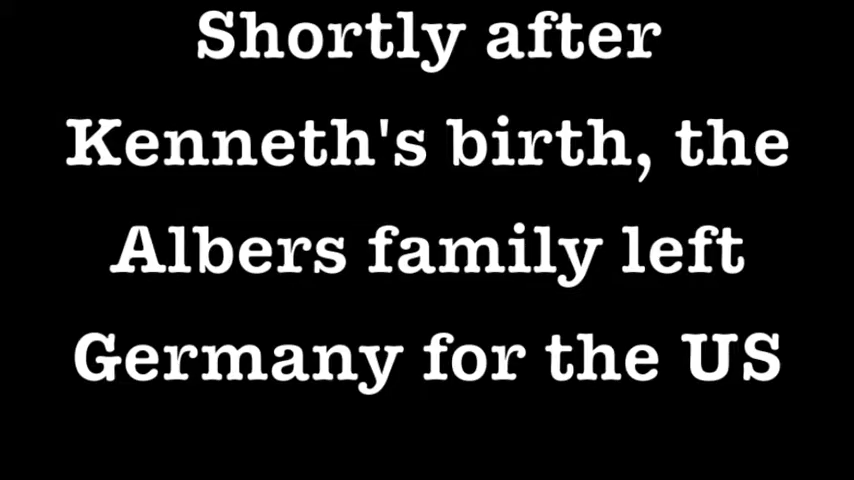 Shortly after
Kenneth's birth, the
Albers family left
Germany for the US